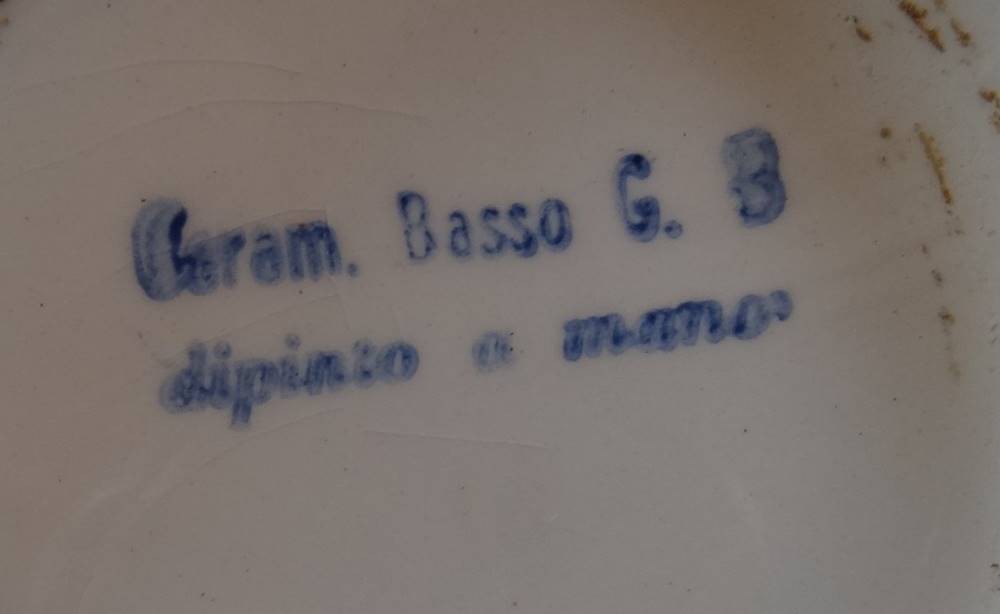 Ceram. Basso G. B
dipinto a mano